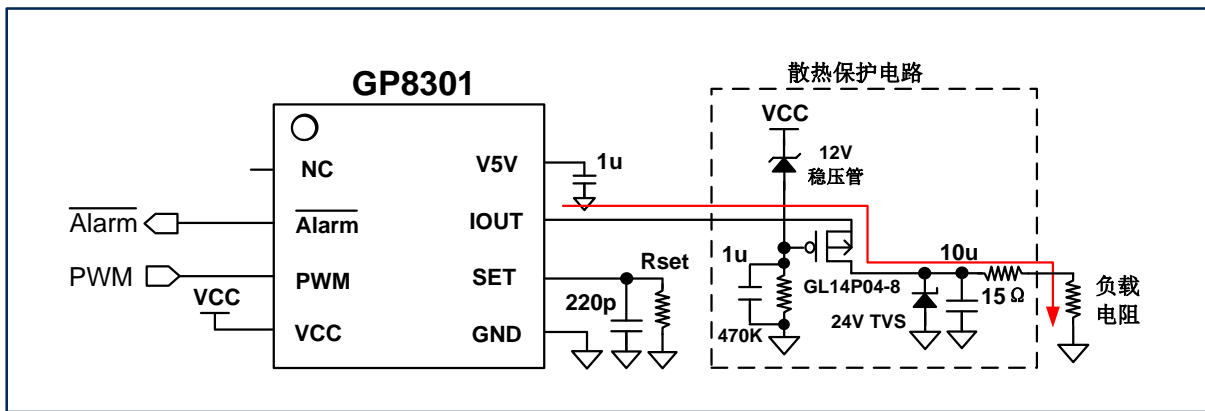 散热保护电路
GP8301
VCC
12V
稳压管
NC
V5V
1u
Alarm
Alarm
IOUT
PWM
PWM
SET
Rset
1u
10u
GL14P04-8
15Ω
负载
电阻
VCC
220p
24V TVS
VCC
GND
470K